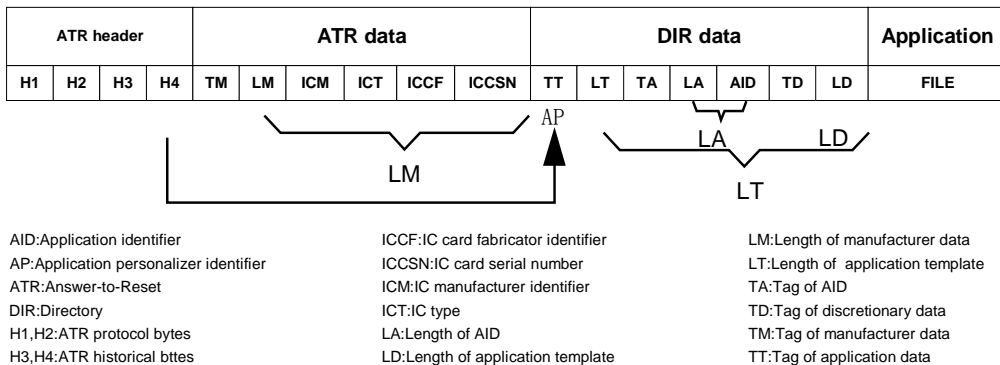 ATR header ATR data DIR data Application
H1 H2 H3 H4 TM LM ICM ICT ICCF ICCSN TT LT TA LA AID TD LD FILE
AP
LA LD
LM
LT
AID:Application identifier ICCF:IC card fabricator identifier LM:Length of manufacturer data
AP:Application personalizer identifier ICCSN:IC card serial number LT:Length of application template
ATR:Answer-to-Reset ICM:IC manufacturer identifier TA:Tag of AID
DIR:Directory ICT:IC type TD:Tag of discretionary data
H1,H2:ATR protocol bytes LA:Length of AID TM:Tag of manufacturer data
H3,H4:ATR historical bttes LD:Length of application template TT:Tag of application data